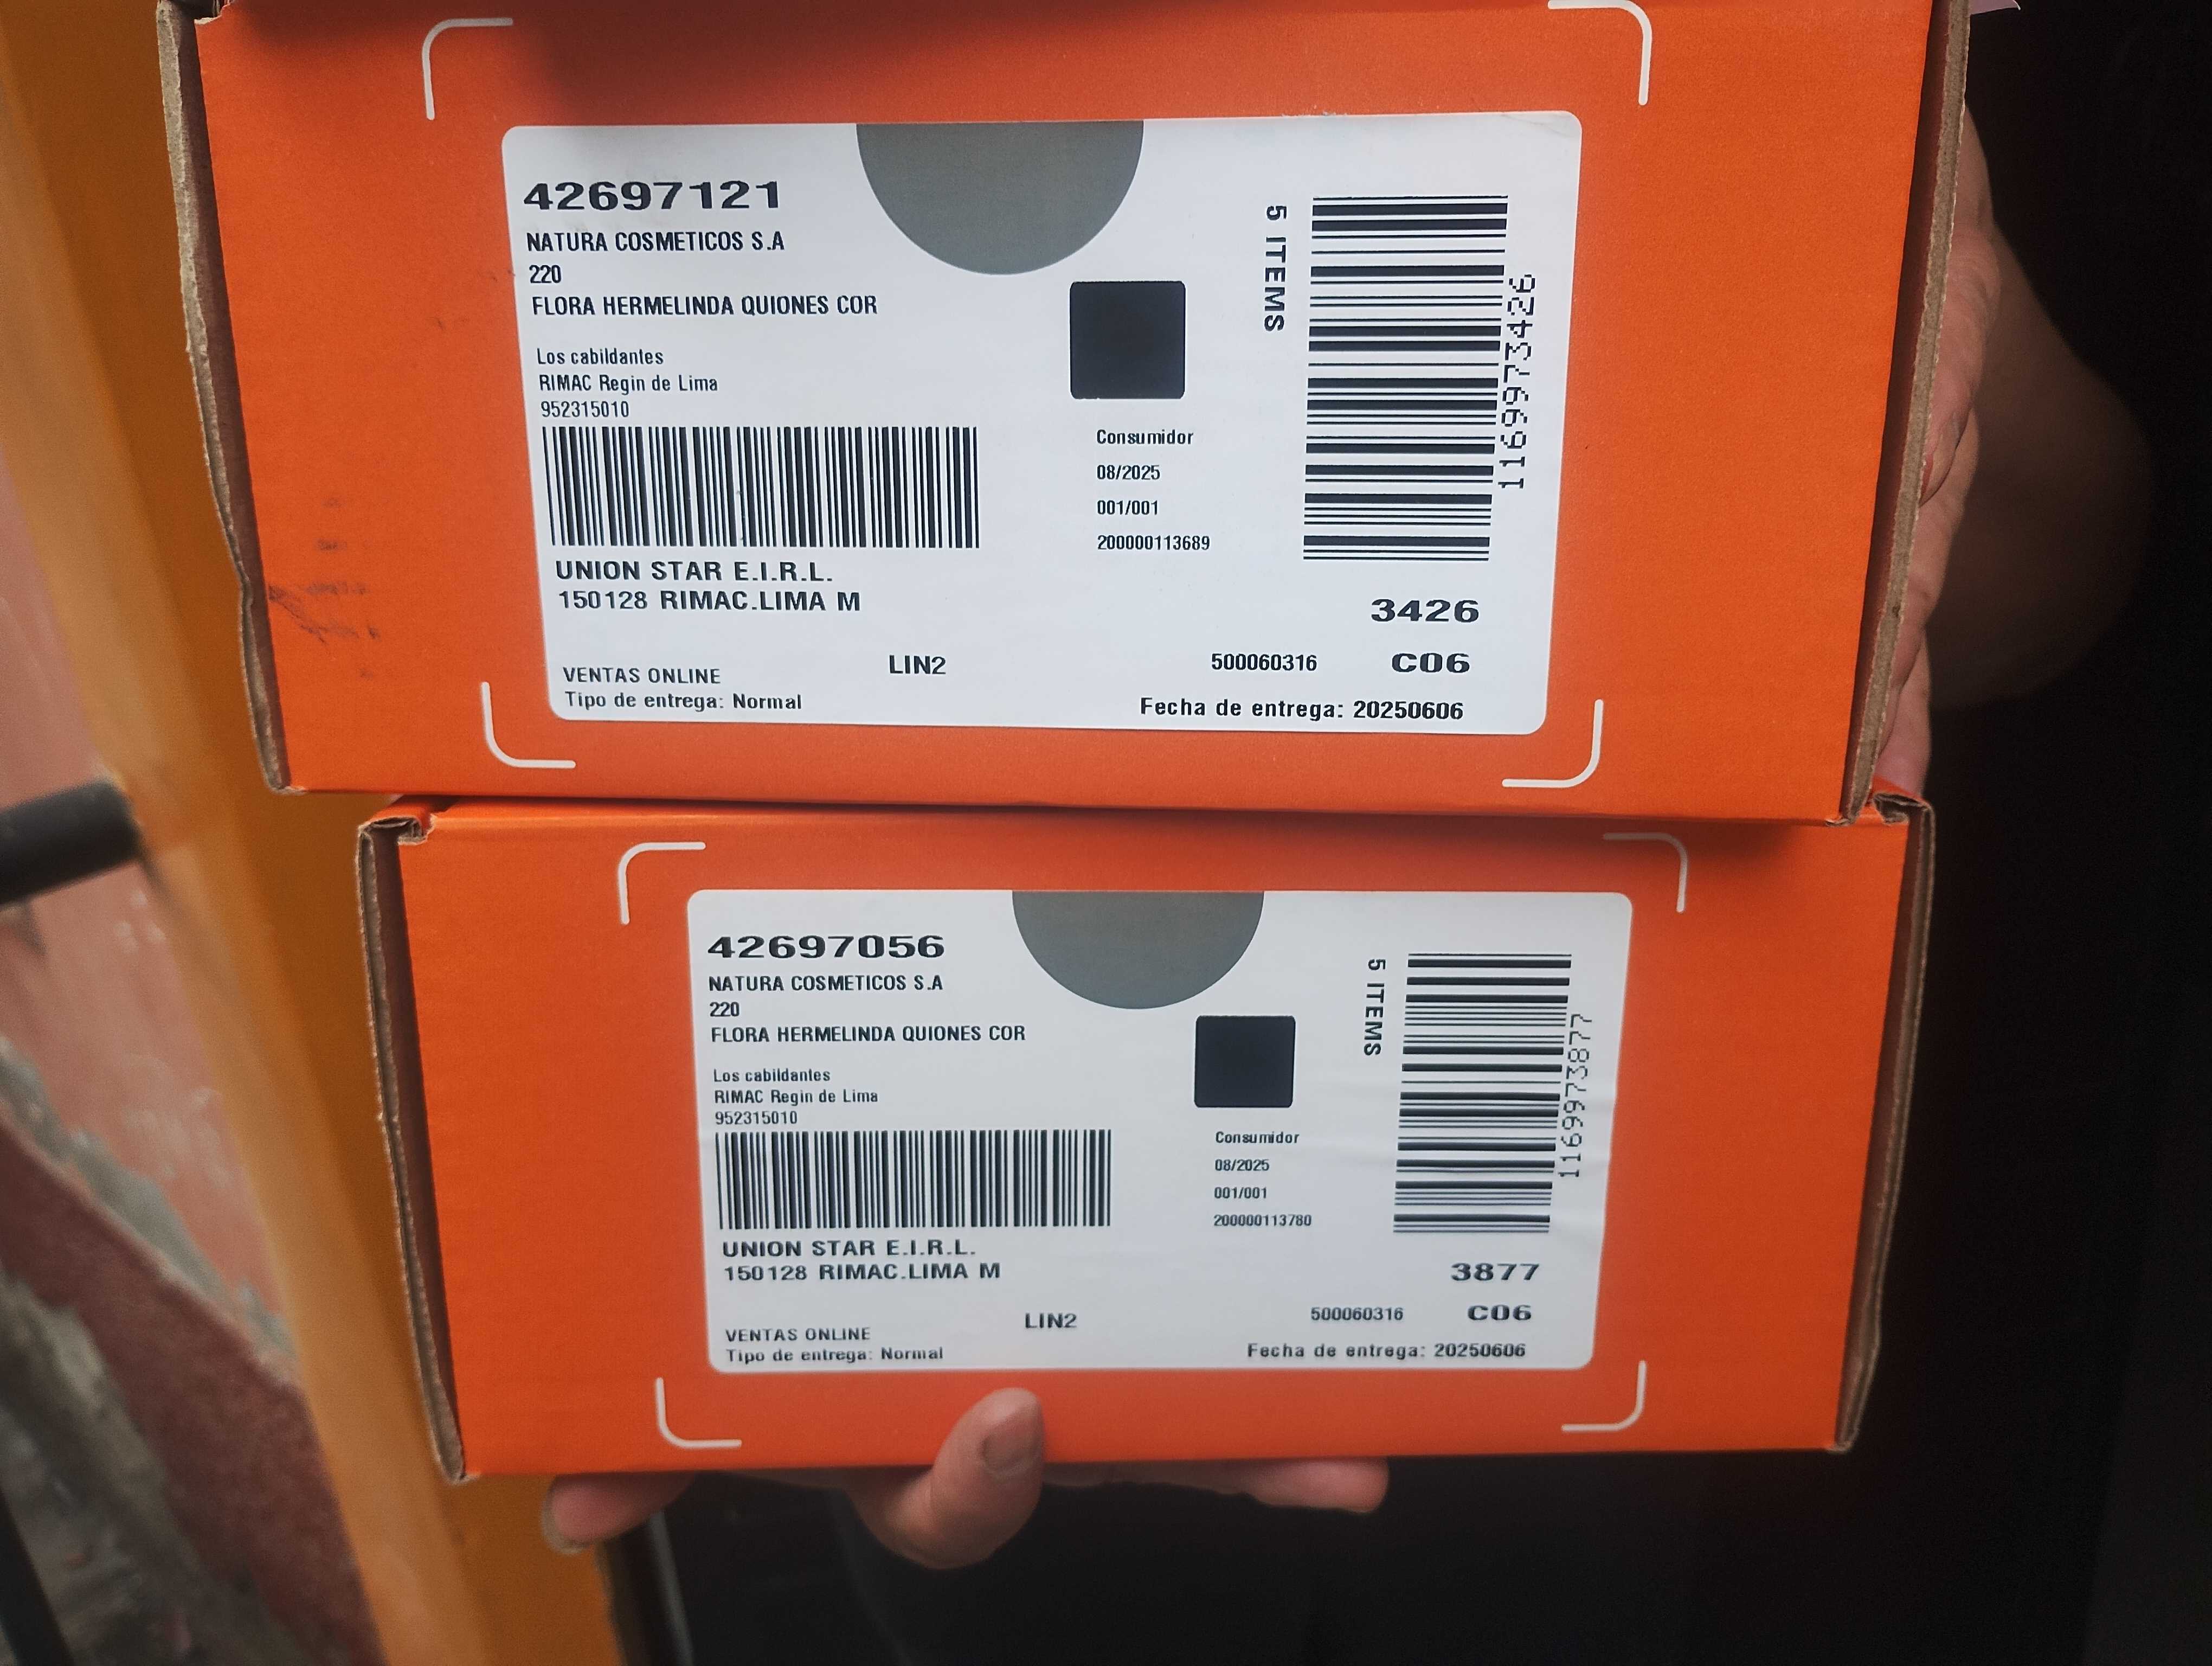 42697121
NATURA COSMETICOS S.A
220
FLORA HERMELINDA QUIONES COR
Los cabildantes
RIMAC Regin de Lima
952315010
UNION STAR E.I.R.L.
150128 RIMAC.LIMA M
VENTAS ONLINE
Tipo de entrega: Normal
LIN2
Consumidor
08/2025
001/001
200000113689
5 ITEMS
1169973426
3426
500060316 C06
Fecha de entrega: 20250606
42697056
NATURA COSMETICOS S.A
220
FLORA HERMELINDA QUIONES COR
Los cabildantes
RIMAC Regin de Lima
952315010
UNION STAR E.I.R.L.
150128 RIMAC.LIMA M
VENTAS ONLINE
Tipo de entrega: Normal
LIN2
Consumidor
08/2025
001/001
200000113780
5 ITEMS
1169973877
3877
500060316 C06
Fecha de entrega: 20250606